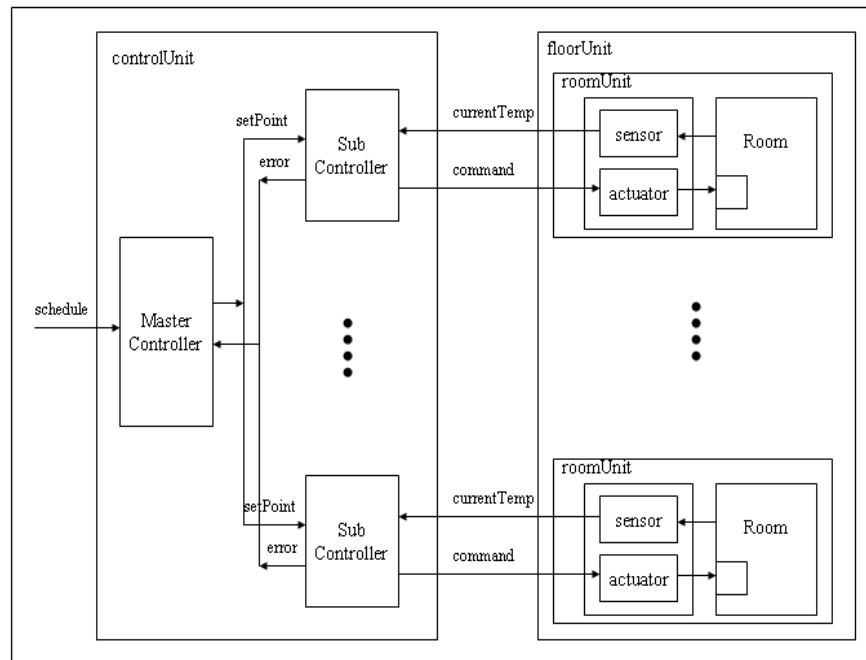 controlUnit
floorUnit
roomUnit
currentTemp
sensor
Room
setPoint
Sub
Controller
error
command
actuator
schedule
Master
Controller
roomUnit
currentTemp
sensor
Room
setPoint
Sub
Controller
error
command
actuator